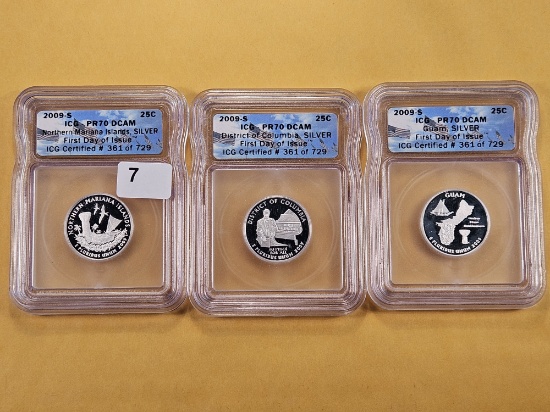 2009-S 25C
ICG - PR70 DCAM
Northern Mariana Islands, SILVER
First Day of Issue
ICG Certified # 361 of 729
7
NORTHERN MARIANA ISLANDS
E PLURIBUS UNUM 2009
2009-S 25C
ICG - PR70 DCAM
District of Columbia, SILVER
First Day of Issue
ICG Certified # 361 of 729
DISTRICT OF COLUMBIA
JUSTICE FOR ALL
E PLURIBUS UNUM 2009
2009-S 25C
ICG - PR70 DCAM
Guam, SILVER
First Day of Issue
ICG Certified # 361 of 729
GUAM
E PLURIBUS UNUM 2009